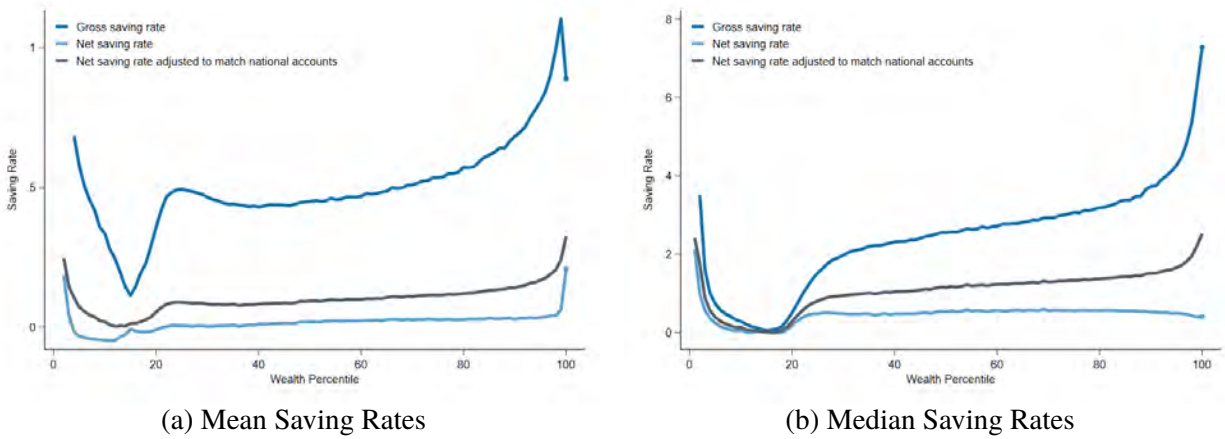 Gross saving rate
Net saving rate
Net saving rate adjusted to match national accounts
Saving Rate
1
.5
0
0 20 40 60 80 100
Wealth Percentile
(a) Mean Saving Rates
Gross saving rate
Net saving rate
Net saving rate adjusted to match national accounts
Saving Rate
8
6
4
2
0
0 20 40 60 80 100
Wealth Percentile
(b) Median Saving Rates